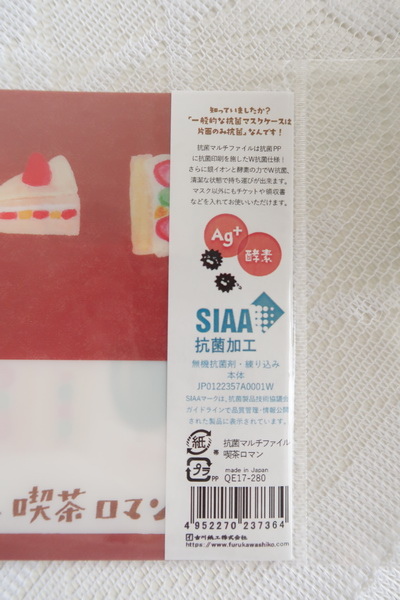 知っていましたか?
「一般的な抗菌マスクケースは
片面のみ抗菌」なんです!
抗菌マルチファイルは抗菌PP
に抗菌印刷を施したW抗菌仕様!
さらに銀イオンと酵素の力でW抗菌。
清潔な状態で持ち運びが出来ます。
マスク以外にもチケットや領収書
などを入れてお使いいただけます。
Ag+
酵素
SIAA
抗菌加工
無機抗菌剤・練り込み
本体
JP0122357A0001W
SIAAマークは、抗菌製品技術協議会
ガイドラインで品質管理・情報公開
された製品に表示されています。
紙
抗菌マルチファイル
喫茶ロマン
プラ
PP
made in Japan
QE17-280
4 952270 237364
古川紙工株式会社
https://www.furukawashiko.com
喫茶ロマン